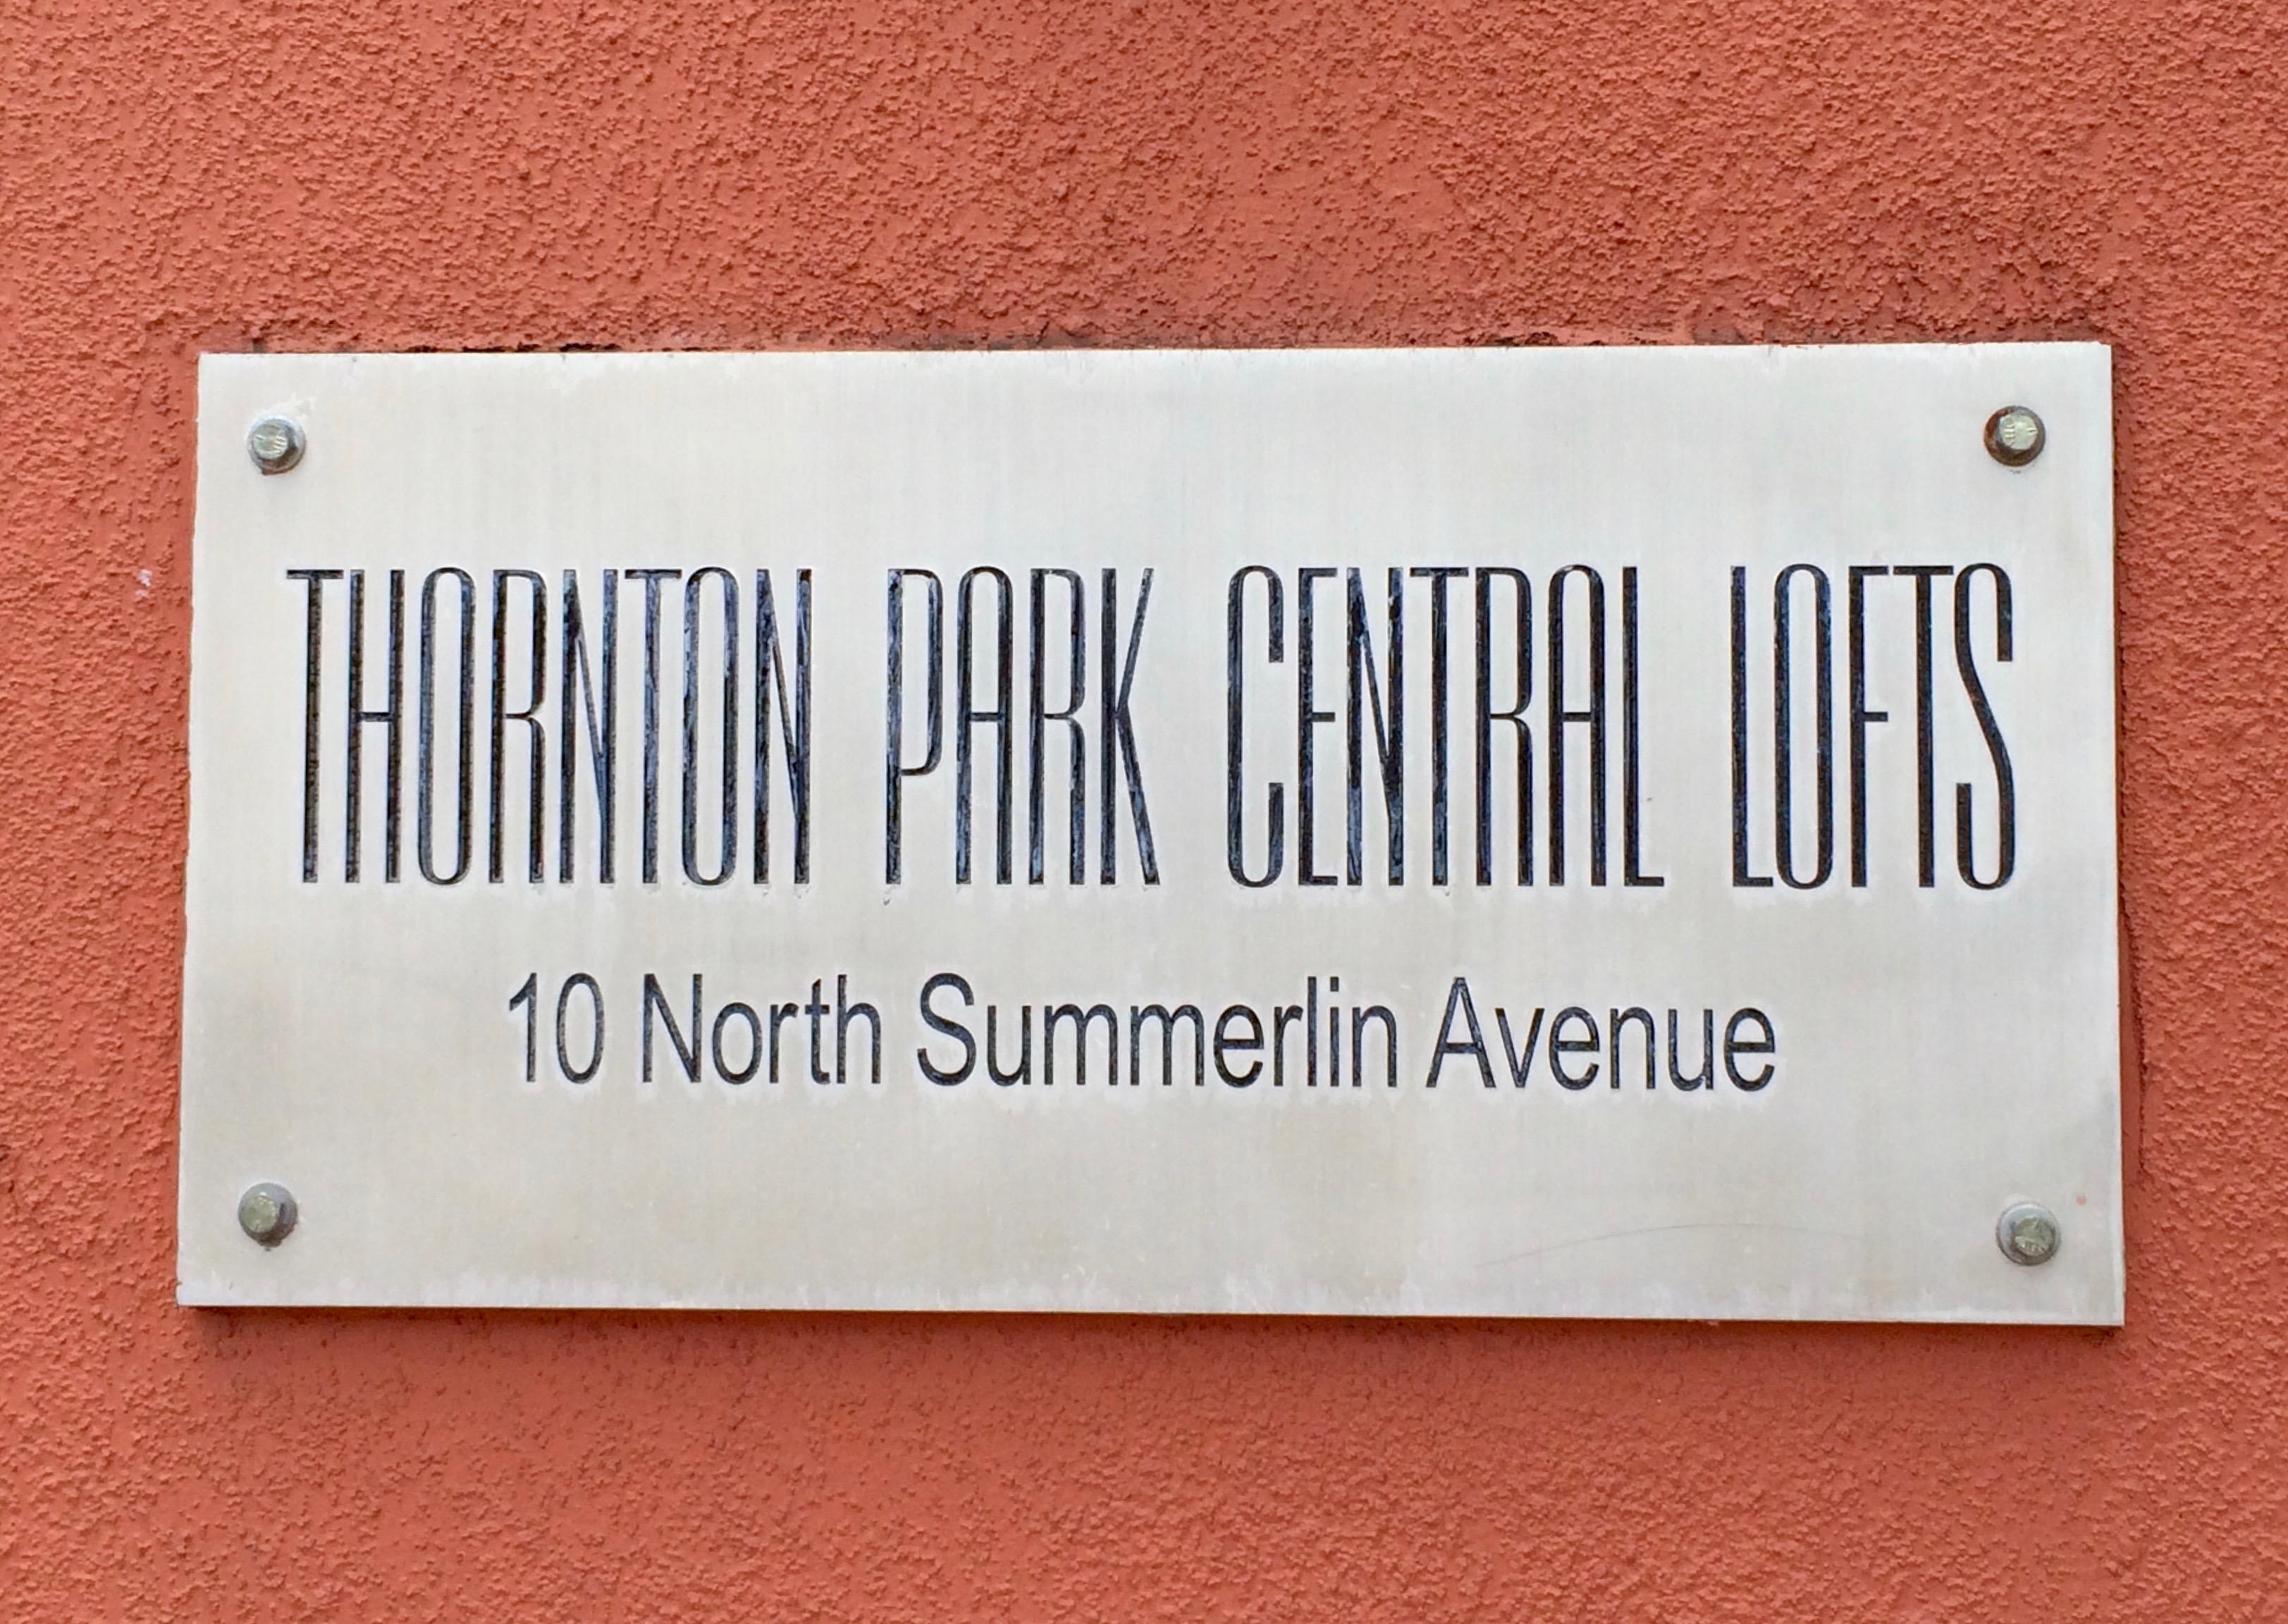 THORNTON PARK CENTRAL LOFTS
10 North Summerlin Avenue